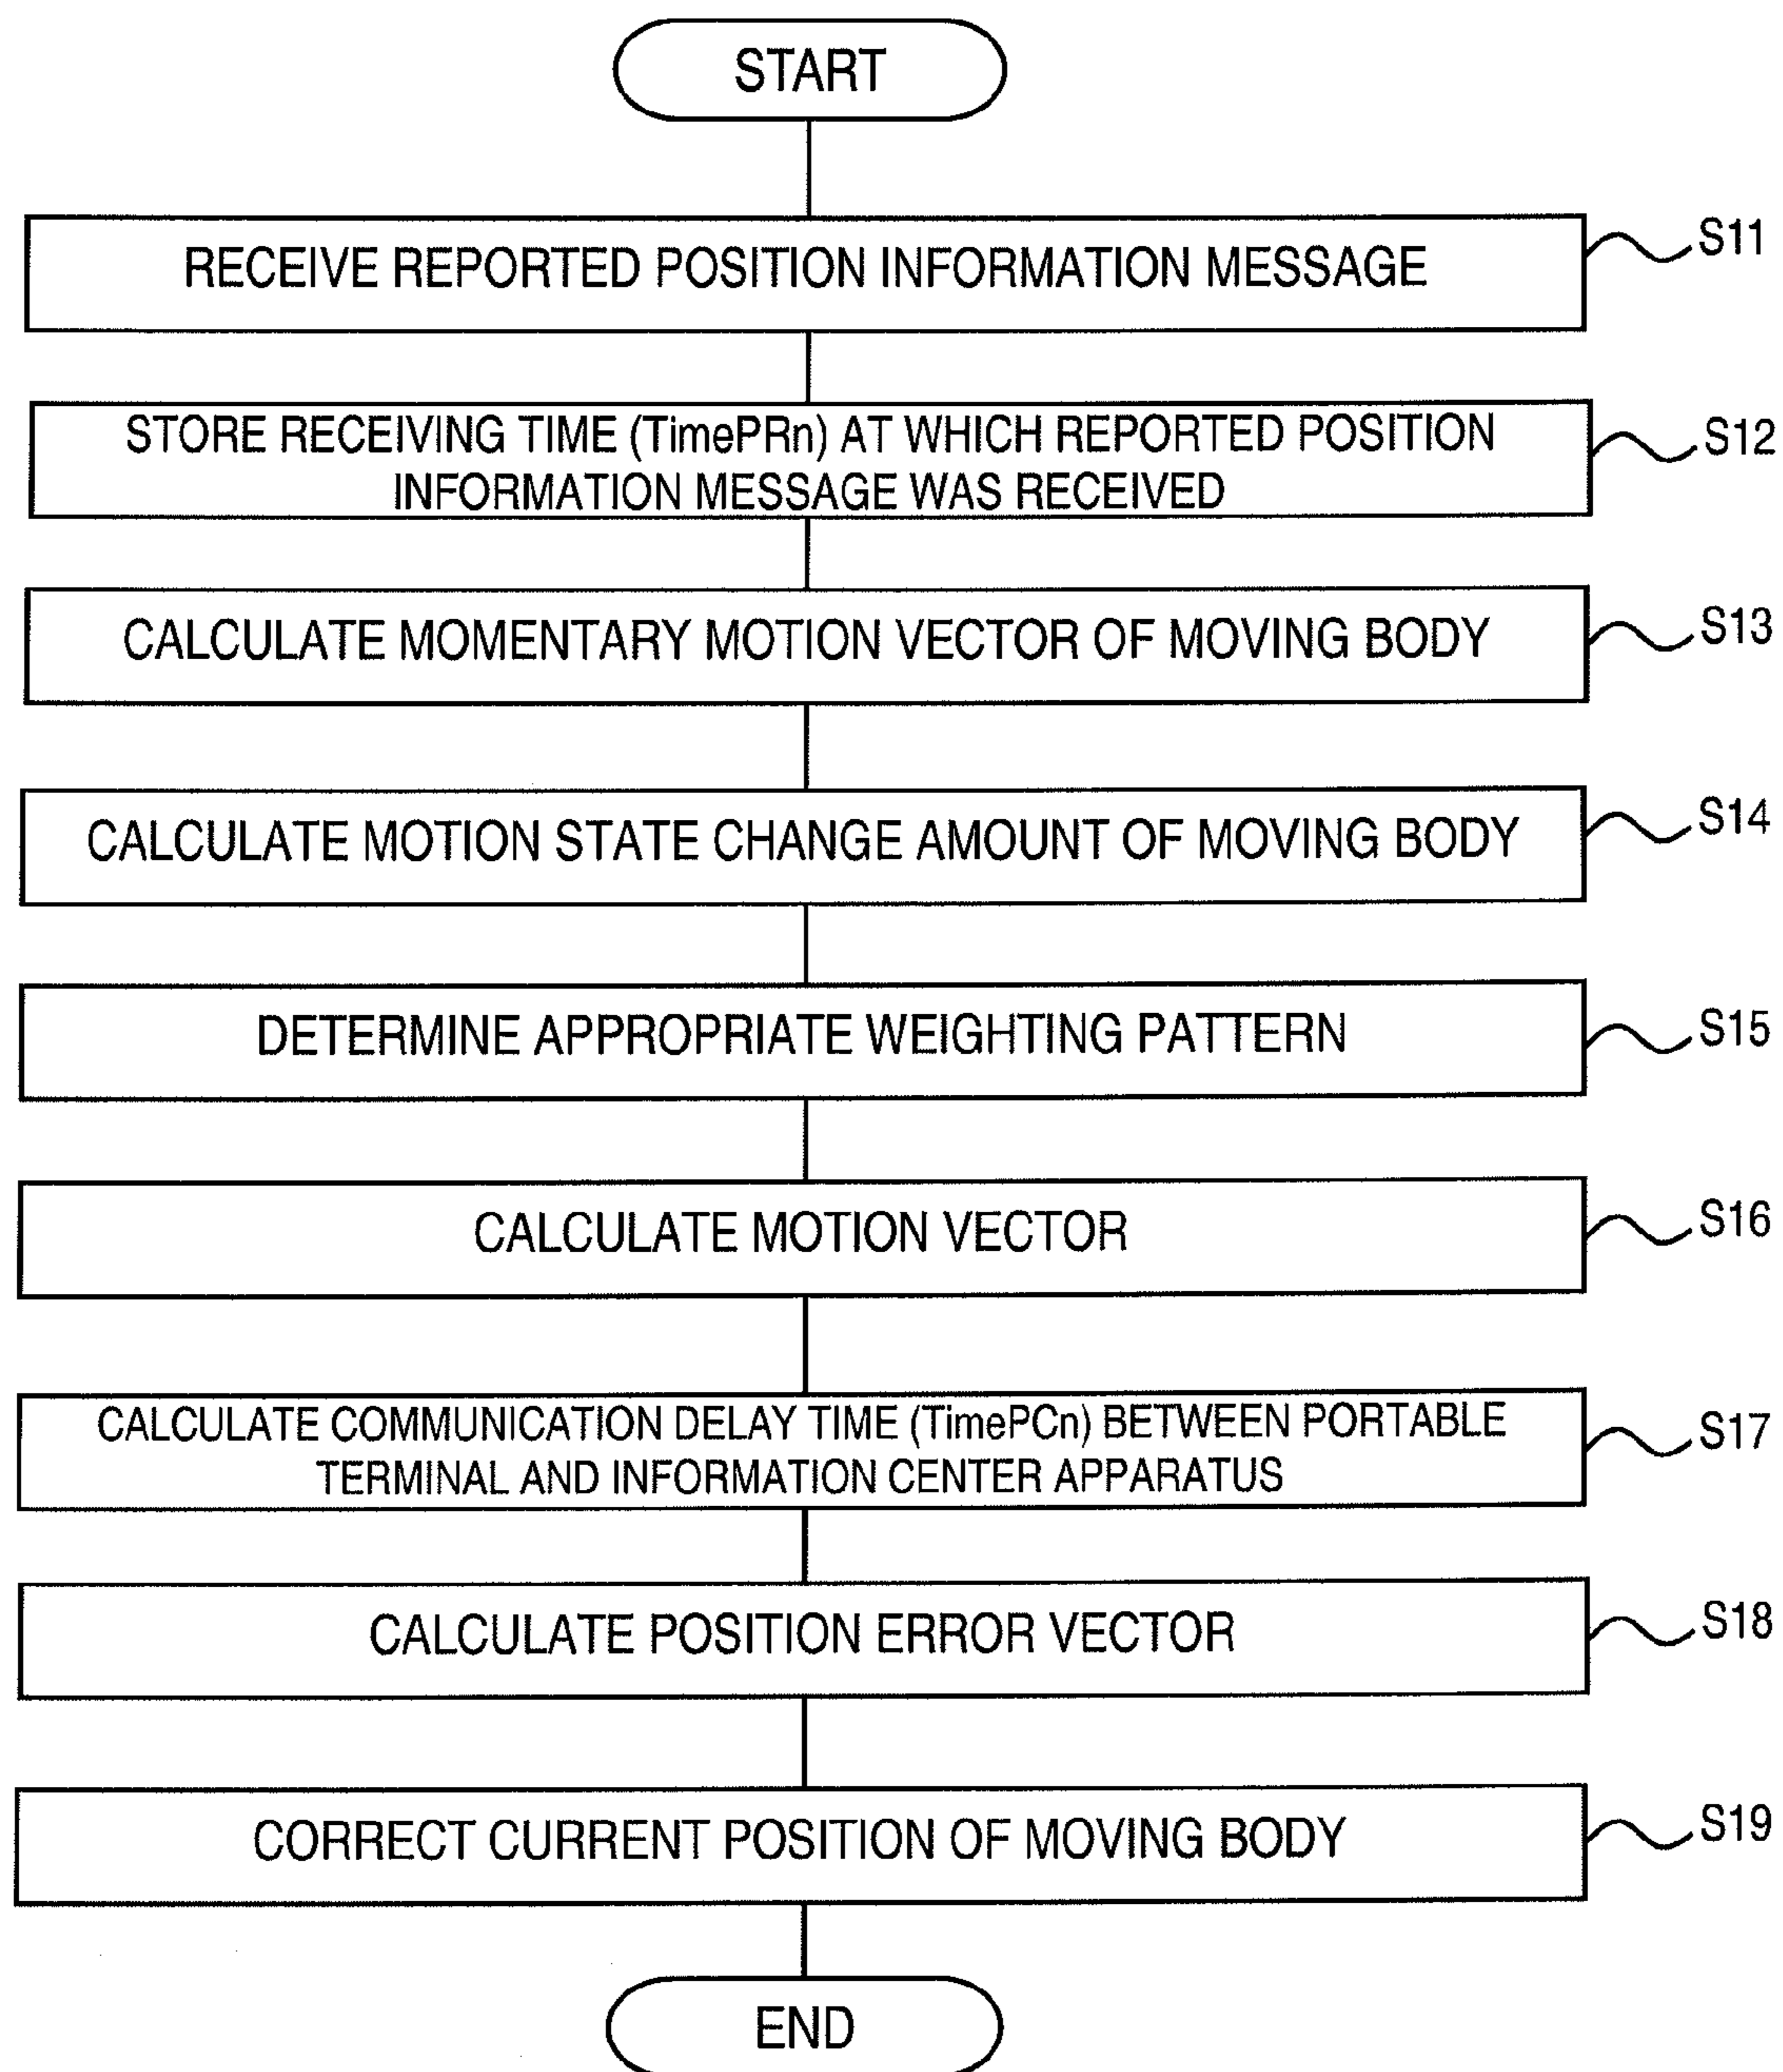 START
RECEIVE REPORTED POSITION INFORMATION MESSAGE
S11
STORE RECEIVING TIME (TimePRn) AT WHICH REPORTED POSITION
INFORMATION MESSAGE WAS RECEIVED
S12
CALCULATE MOMENTARY MOTION VECTOR OF MOVING BODY
S13
CALCULATE MOTION STATE CHANGE AMOUNT OF MOVING BODY
S14
DETERMINE APPROPRIATE WEIGHTING PATTERN
S15
CALCULATE MOTION VECTOR
S16
CALCULATE COMMUNICATION DELAY TIME (TimePCn) BETWEEN PORTABLE
TERMINAL AND INFORMATION CENTER APPARATUS
S17
CALCULATE POSITION ERROR VECTOR
S18
CORRECT CURRENT POSITION OF MOVING BODY
S19
END